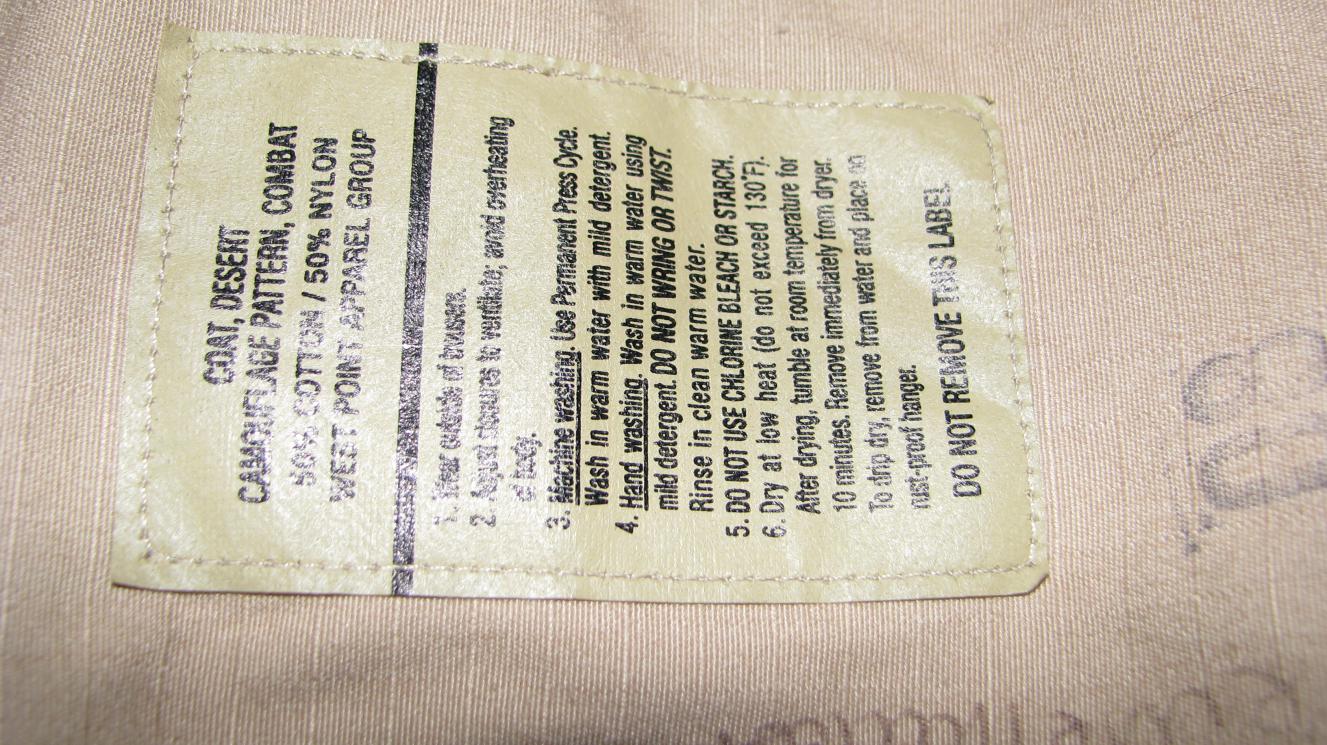 COAT, DESERT
CAMOUFLAGE PATTERN, COMBAT
50% COTTON / 50% NYLON
WEST POINT APPAREL GROUP
1. Wear outside of trousers.
2. Adjust closures to ventilate; avoid overheating
of body.
3. Machine washing. Use Permanent Press Cycle.
Wash in warm water with mild detergent.
4. Hand washing. Wash in warm water using
mild detergent. DO NOT WRING OR TWIST.
Rinse in clean warm water.
5. DO NOT USE CHLORINE BLEACH OR STARCH.
6. Dry at low heat (do not exceed 130°F).
After drying, tumble at room temperature for
10 minutes. Remove immediately from dryer.
To drip dry, remove from water and place on
rust-proof hanger.
DO NOT REMOVE THIS LABEL